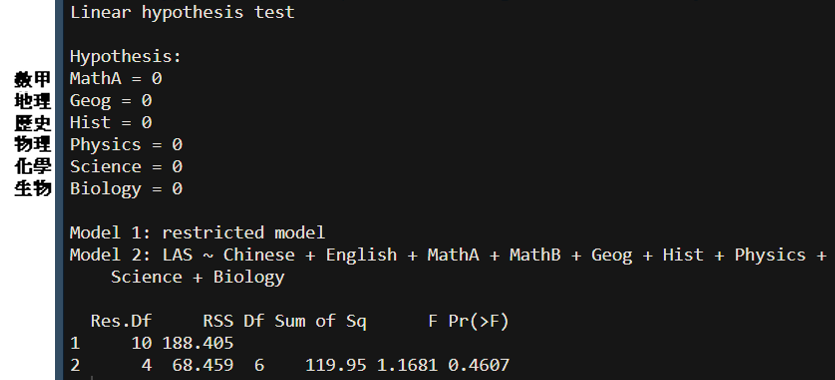 Linear hypothesis test
Hypothesis:
數甲 MathA = 0
地理 Geog = 0
歷史 Hist = 0
物理 Physics = 0
化學 Science = 0
生物 Biology = 0
Model 1: restricted model
Model 2: LAS ~ Chinese + English + MathA + MathB + Geog + Hist + Physics +
Science + Biology
Res.Df RSS Df Sum of Sq F Pr(>F)
1 10 188.405
2 4 68.459 6 119.95 1.1681 0.4607